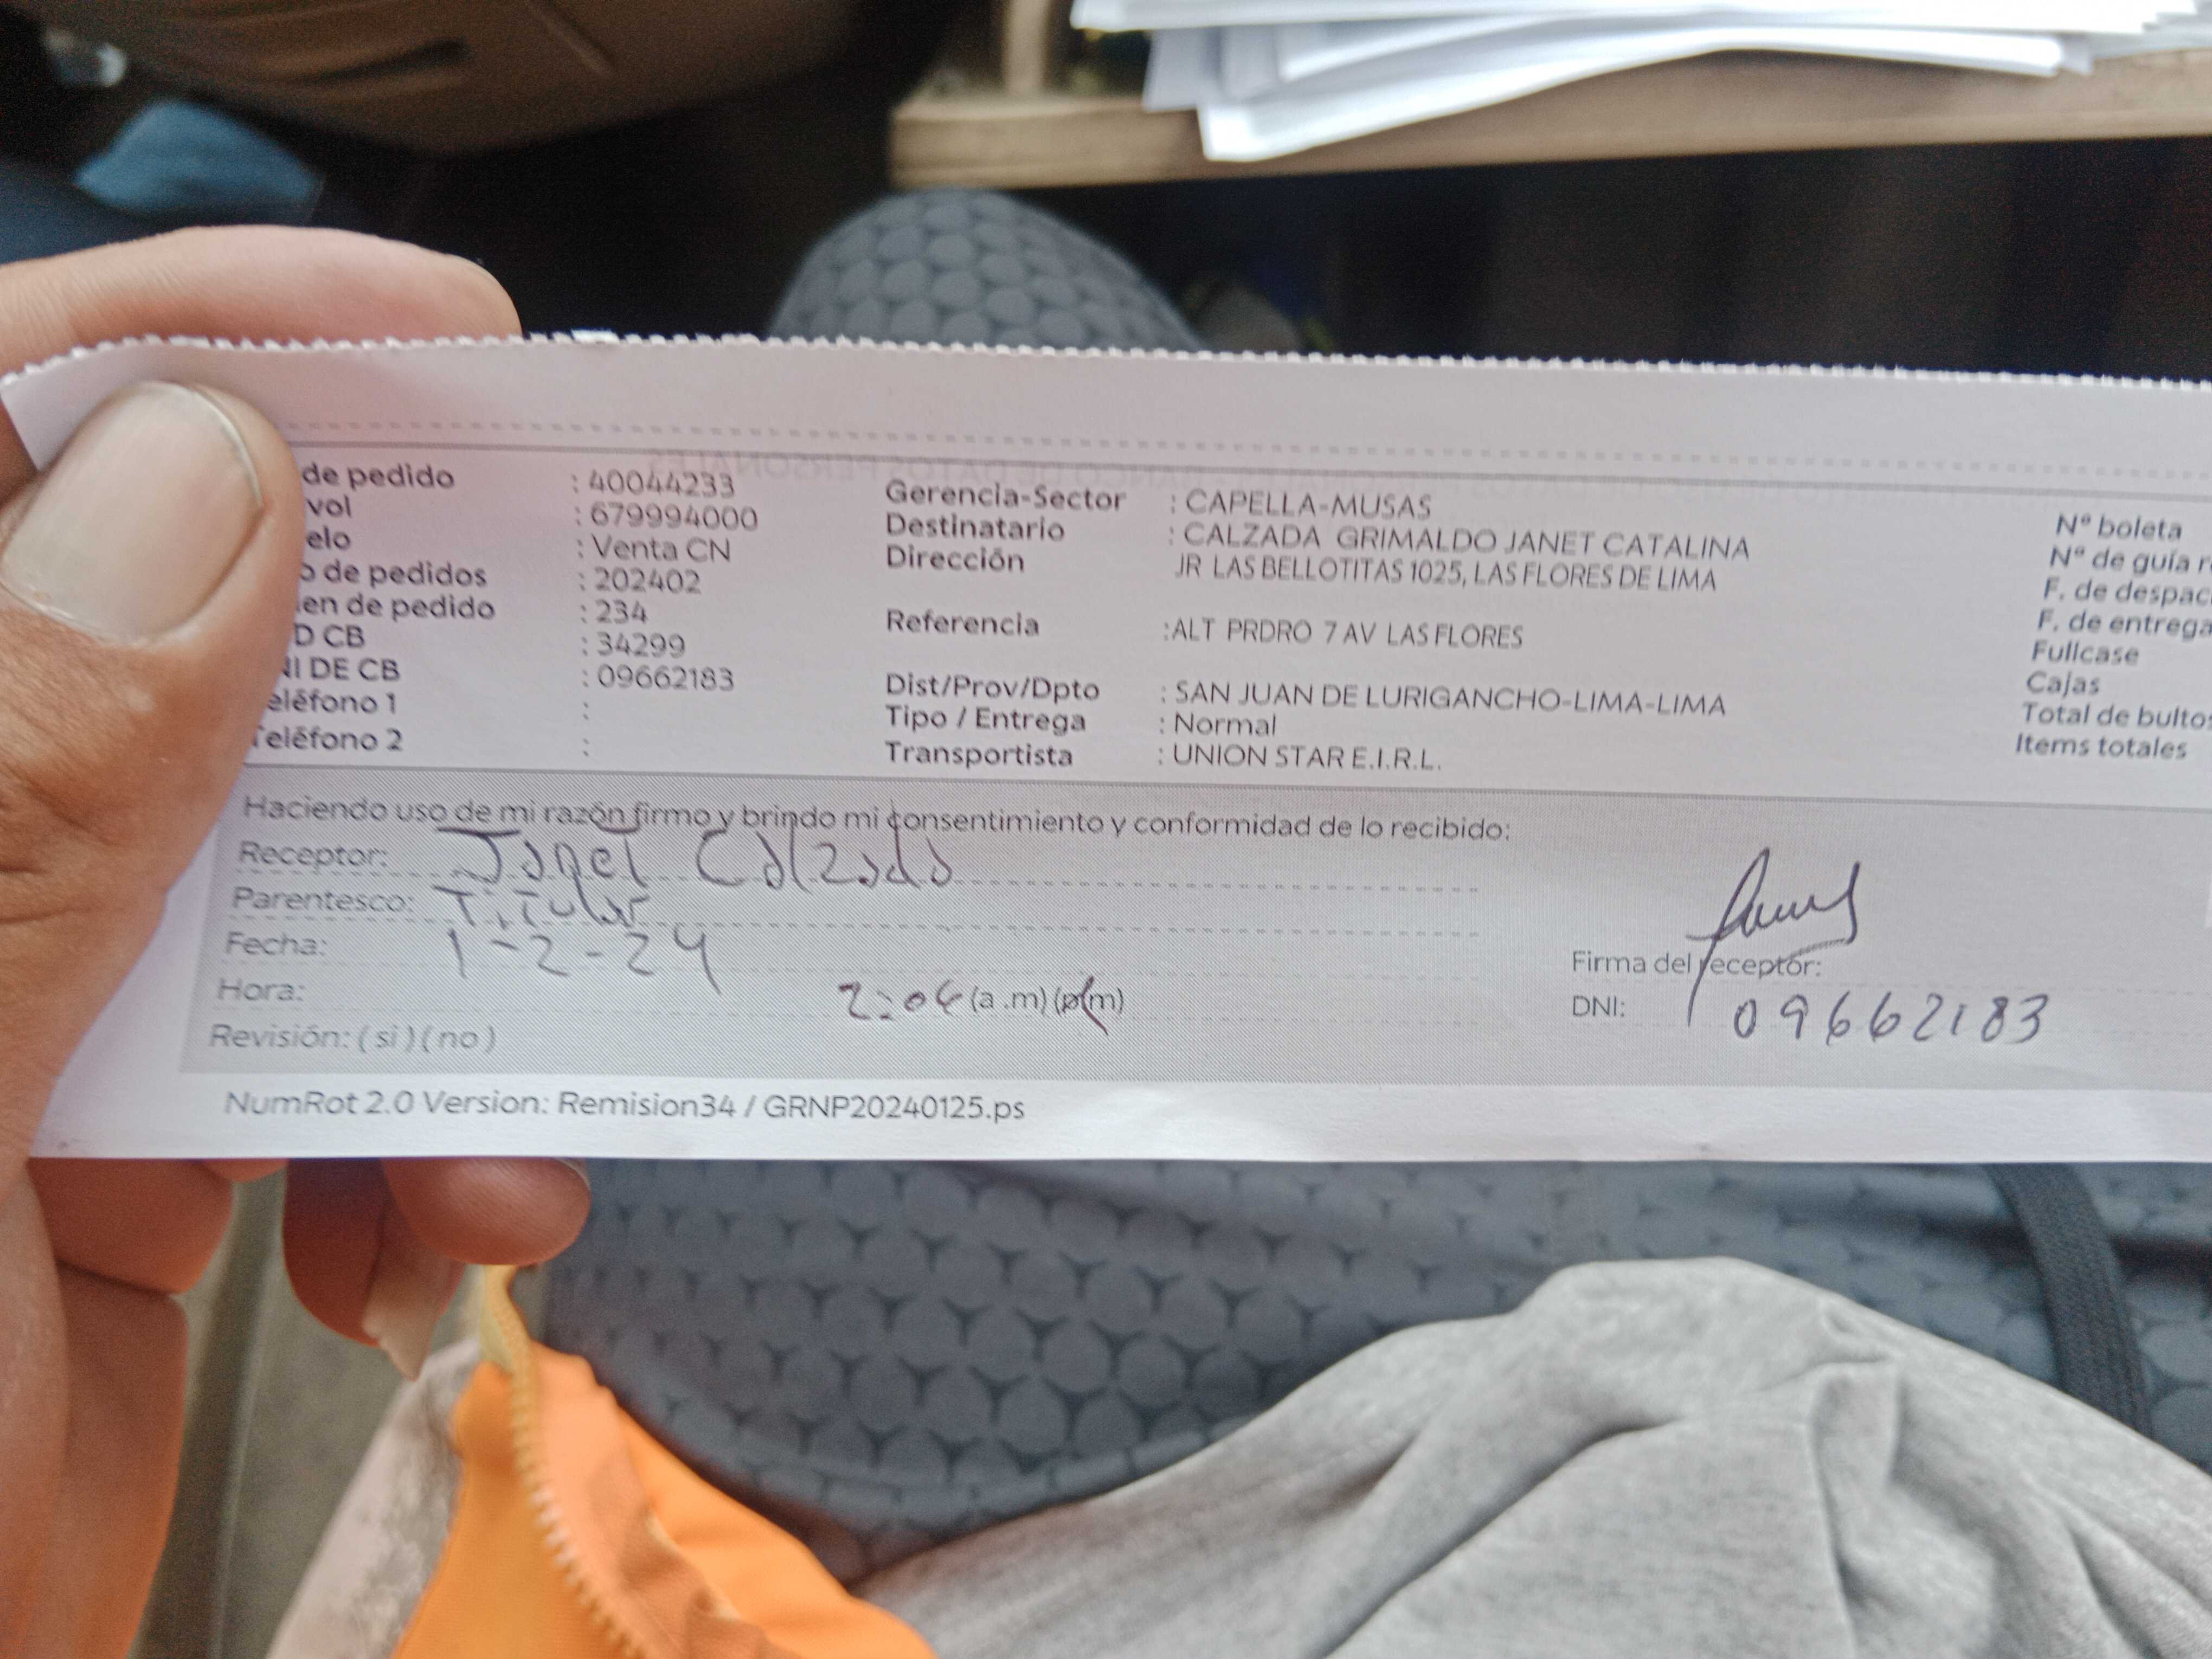 de pedido : 40044233
vol : 679994000
elo : Venta CN
o de pedidos : 202402
en de pedido : 234
D CB : 34299
NI DE CB : 09662183
eléfono 1 :
Teléfono 2 :
Gerencia-Sector : CAPELLA-MUSAS
Destinatario : CALZADA GRIMALDO JANET CATALINA
Dirección JR LAS BELLOTITAS 1025, LAS FLORES DE LIMA
Referencia :ALT PRDRO 7 AV LAS FLORES
Dist/Prov/Dpto : SAN JUAN DE LURIGANCHO-LIMA-LIMA
Tipo / Entrega : Normal
Transportista : UNION STAR E.I.R.L.
Nº boleta
Nº de guía r
F. de despac
F. de entrega
Fullcase
Cajas
Total de bultos
Items totales
Haciendo uso de mi razón firmo y brindo mi consentimiento y conformidad de lo recibido:
Receptor: Janet Calzada
Parentesco: Titular
Fecha: 1-2-24
Hora: 2:04 (a.m) (p.m)
Revisión: ( si ) ( no )
Firma del receptor:
DNI: 09662183
NumRot 2.0 Version: Remision34 / GRNP20240125.ps